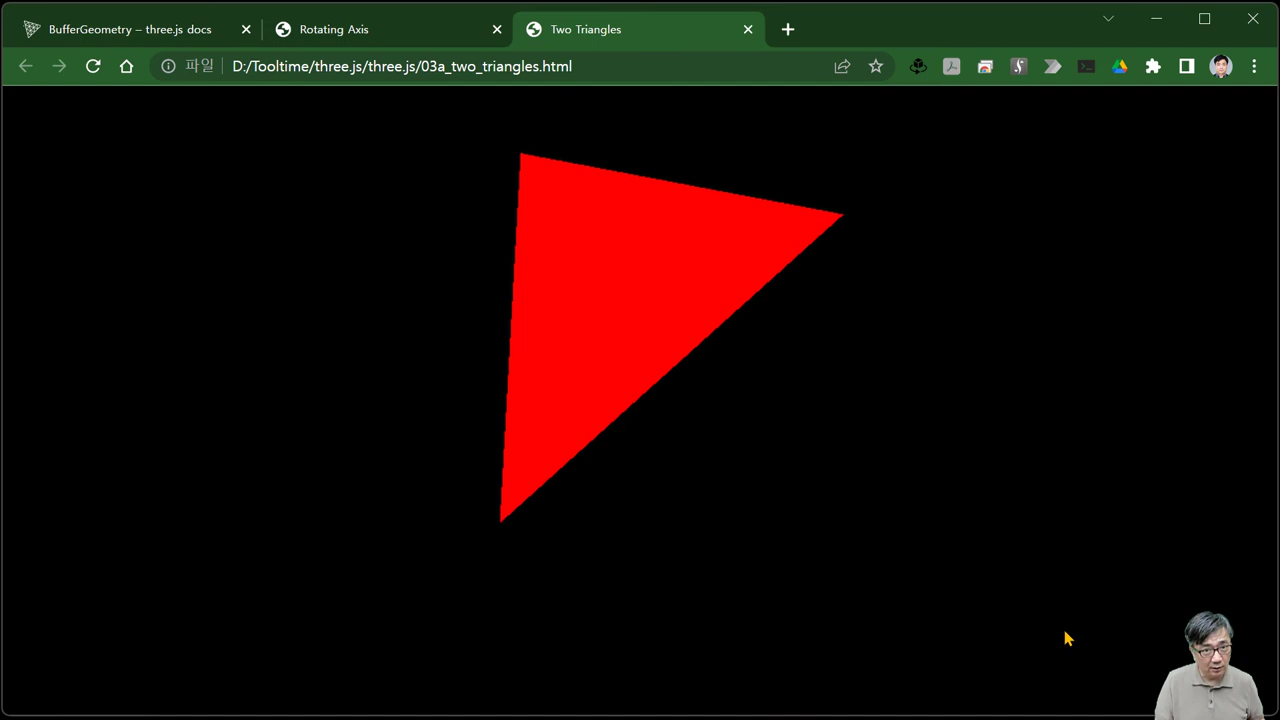 BufferGeometry – three.js docs
Rotating Axis
Two Triangles
파일
D:/Tooltime/three.js/three.js/03a_two_triangles.html